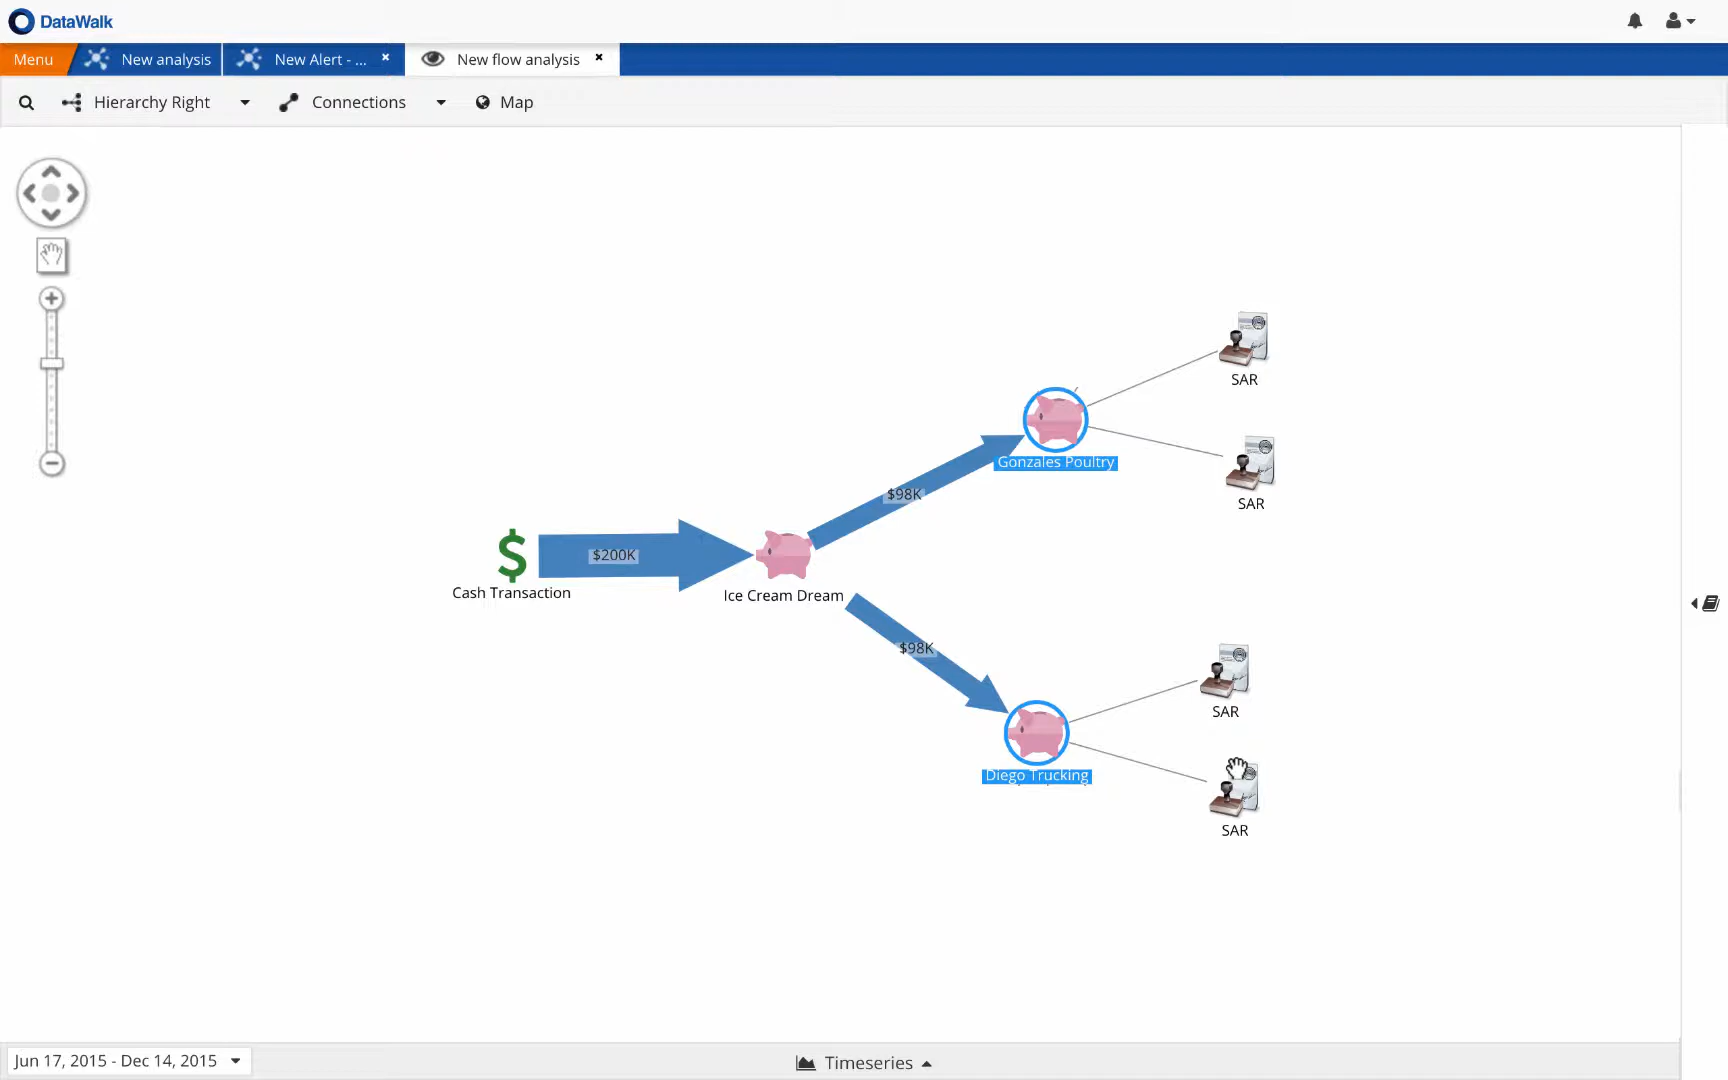 DataWalk
Menu
New analysis
New Alert - ...
New flow analysis
Hierarchy Right
Connections
Map
SAR
Gonzales Poultry
$98K
SAR
$200K
Cash Transaction
Ice Cream Dream
$98K
SAR
Diego Trucking
SAR
Jun 17, 2015 - Dec 14, 2015
Timeseries